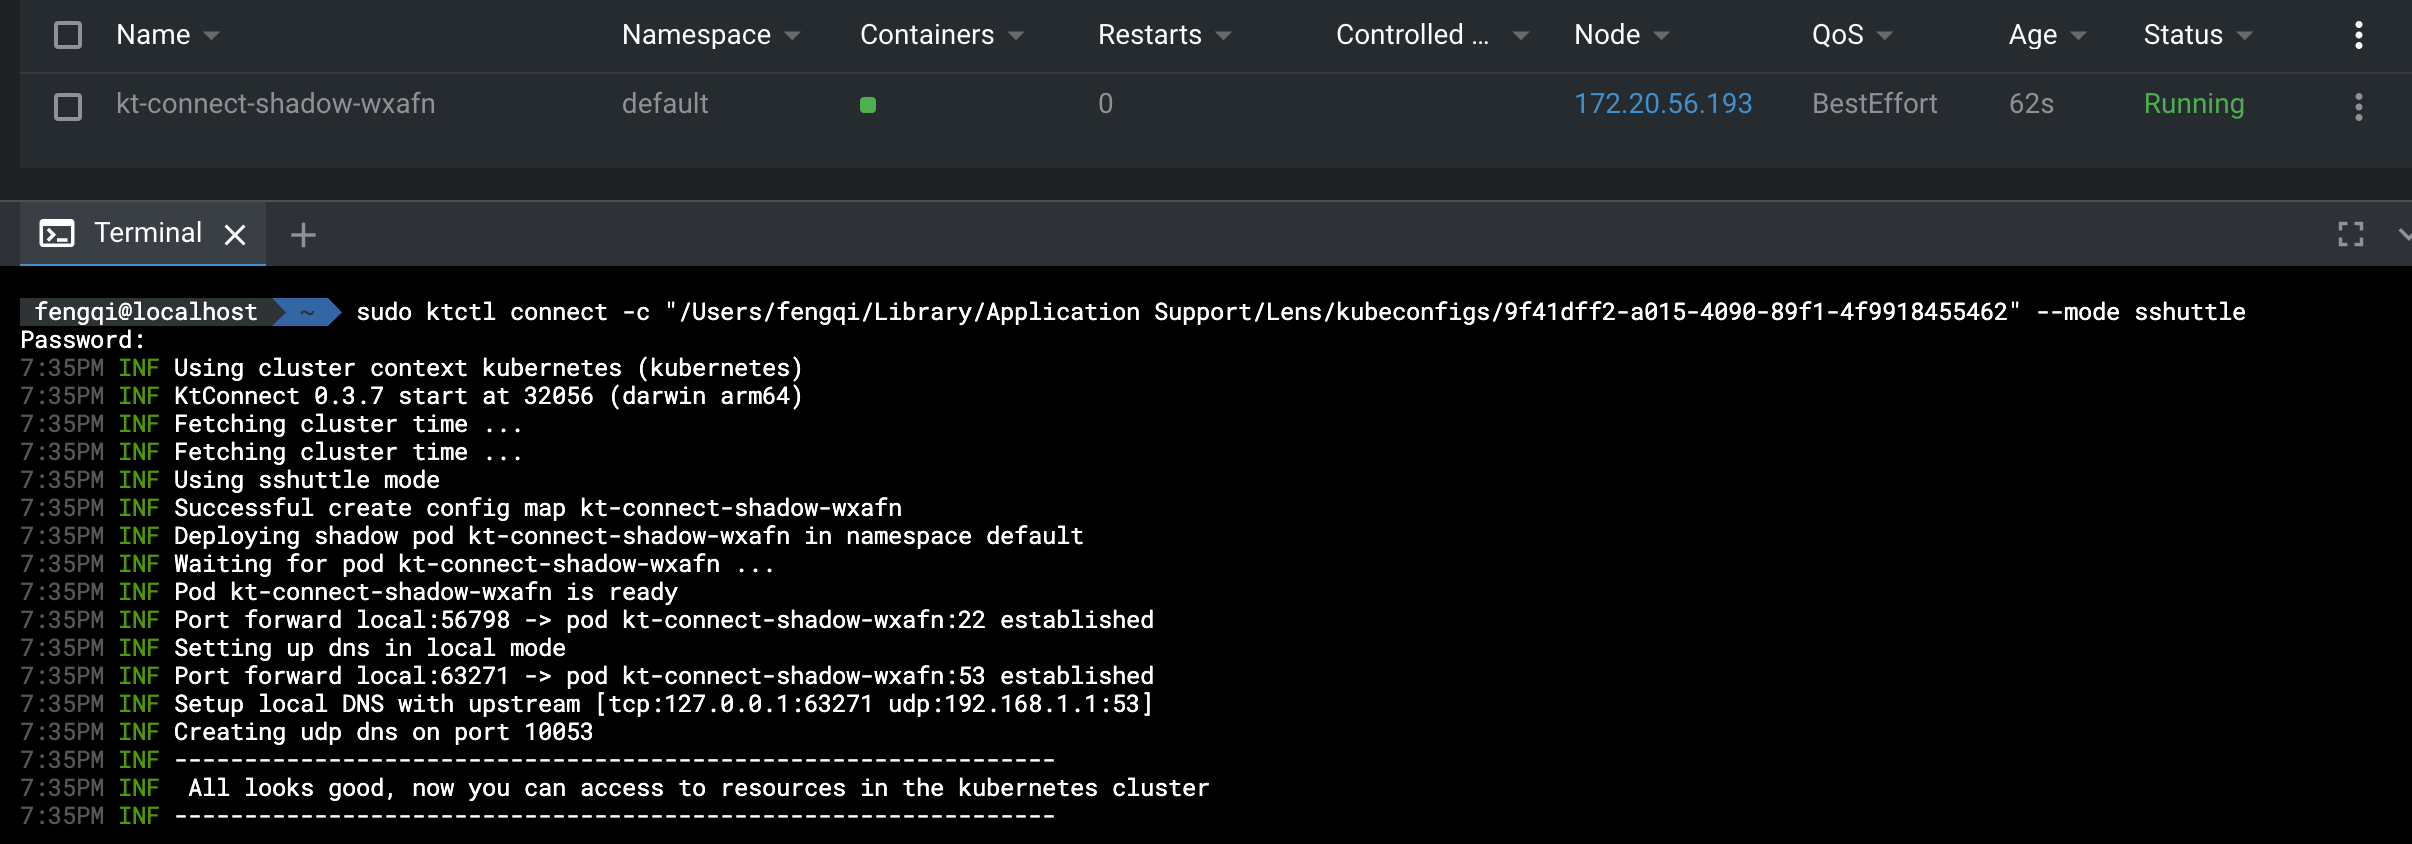 Name Namespace Containers Restarts Controlled ... Node QoS Age Status
kt-connect-shadow-wxafn default 0 172.20.56.193 BestEffort 62s Running
Terminal
fengqi@localhost ~ sudo ktctl connect -c "/Users/fengqi/Library/Application Support/Lens/kubeconfigs/9f41dff2-a015-4090-89f1-4f9918455462" --mode sshuttle
Password:
7:35PM INF Using cluster context kubernetes (kubernetes)
7:35PM INF KtConnect 0.3.7 start at 32056 (darwin arm64)
7:35PM INF Fetching cluster time ...
7:35PM INF Fetching cluster time ...
7:35PM INF Using sshuttle mode
7:35PM INF Successful create config map kt-connect-shadow-wxafn
7:35PM INF Deploying shadow pod kt-connect-shadow-wxafn in namespace default
7:35PM INF Waiting for pod kt-connect-shadow-wxafn ...
7:35PM INF Pod kt-connect-shadow-wxafn is ready
7:35PM INF Port forward local:56798 -> pod kt-connect-shadow-wxafn:22 established
7:35PM INF Setting up dns in local mode
7:35PM INF Port forward local:63271 -> pod kt-connect-shadow-wxafn:53 established
7:35PM INF Setup local DNS with upstream [tcp:127.0.0.1:63271 udp:192.168.1.1:53]
7:35PM INF Creating udp dns on port 10053
7:35PM INF ---------------------------------------------------------------
7:35PM INF  All looks good, now you can access to resources in the kubernetes cluster
7:35PM INF ---------------------------------------------------------------